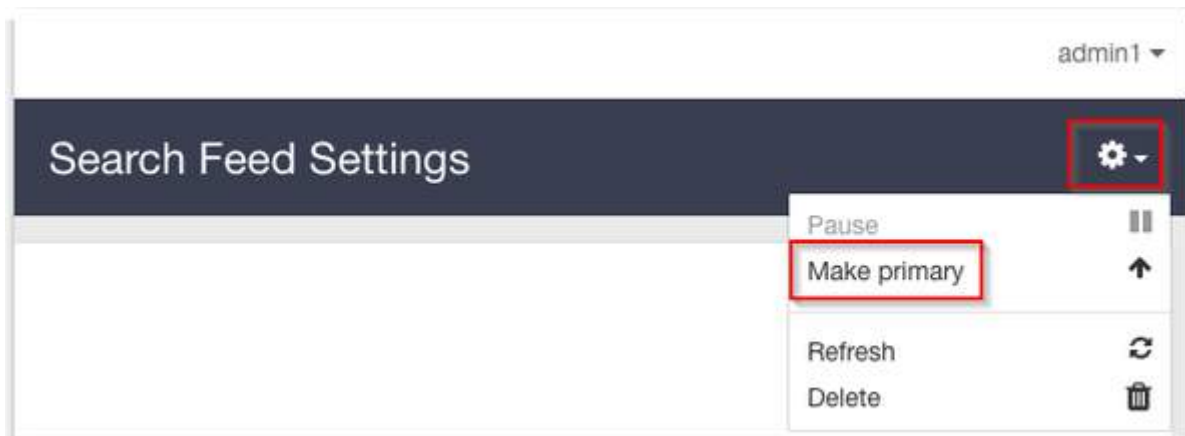 admin1
Search Feed Settings
Pause
Make primary
Refresh
Delete